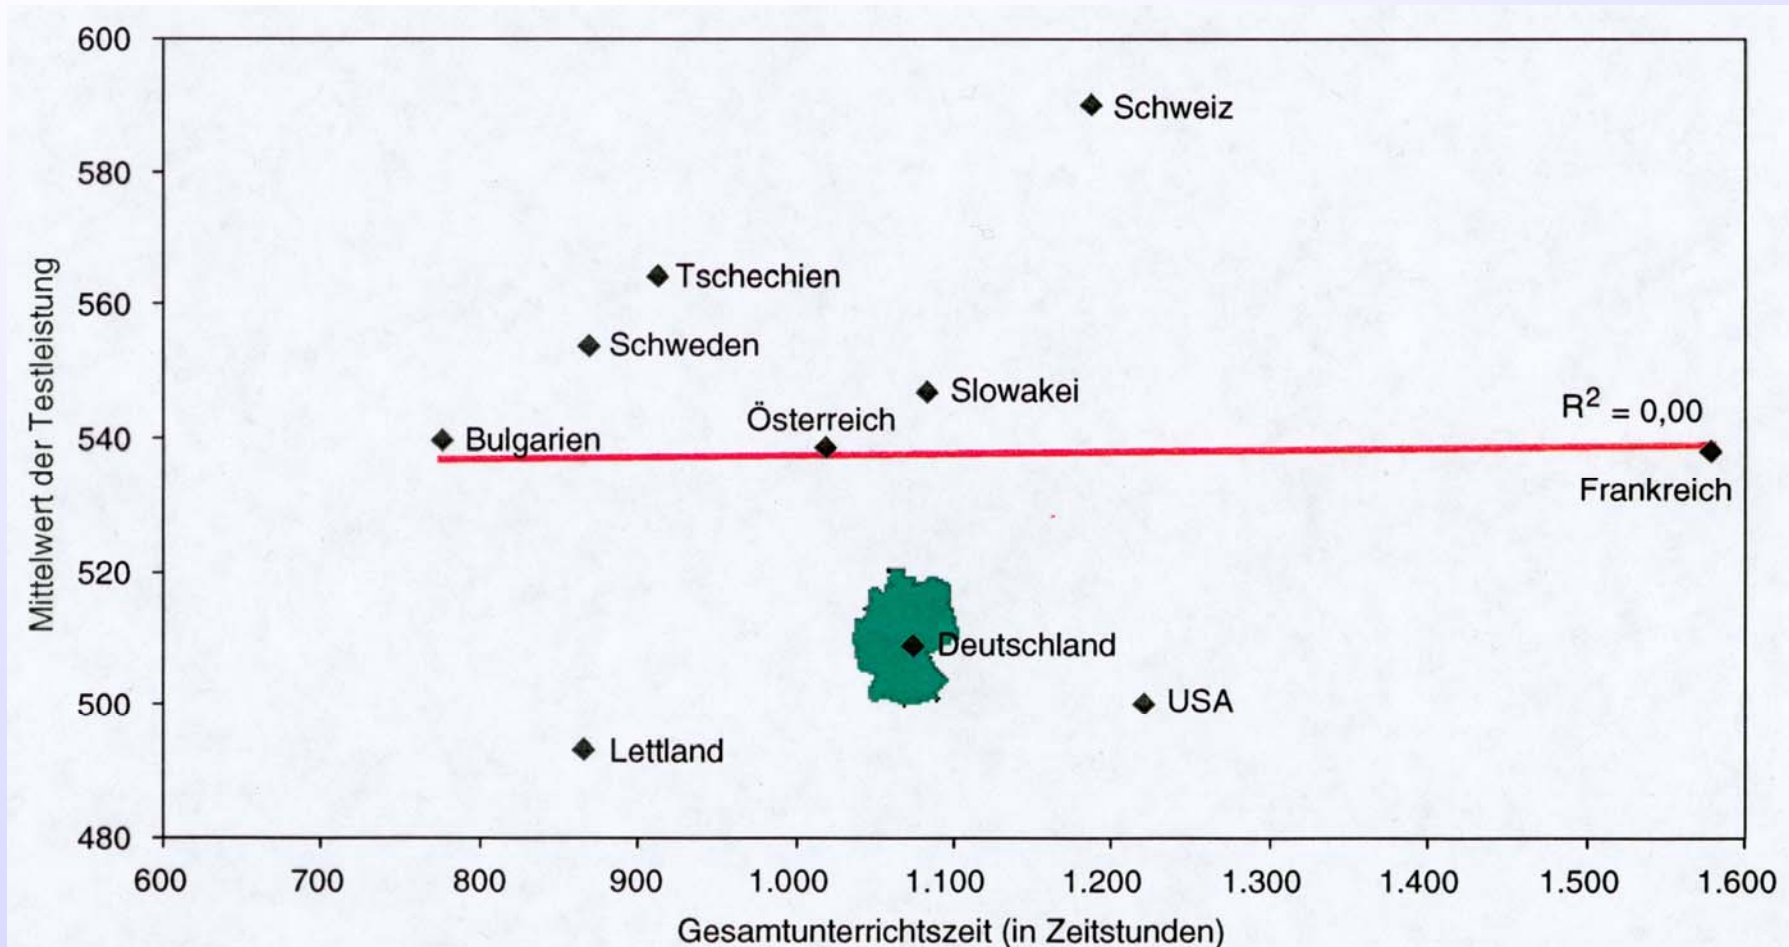 600
580
560
540
520
500
480
Mittelwert der Testleistung
Schweiz
Tschechien
Schweden
Slowakei
Österreich
R² = 0,00
Bulgarien
Frankreich
Deutschland
USA
Lettland
600 700 800 900 1.000 1.100 1.200 1.300 1.400 1.500 1.600
Gesamtunterrichtszeit (in Zeitstunden)